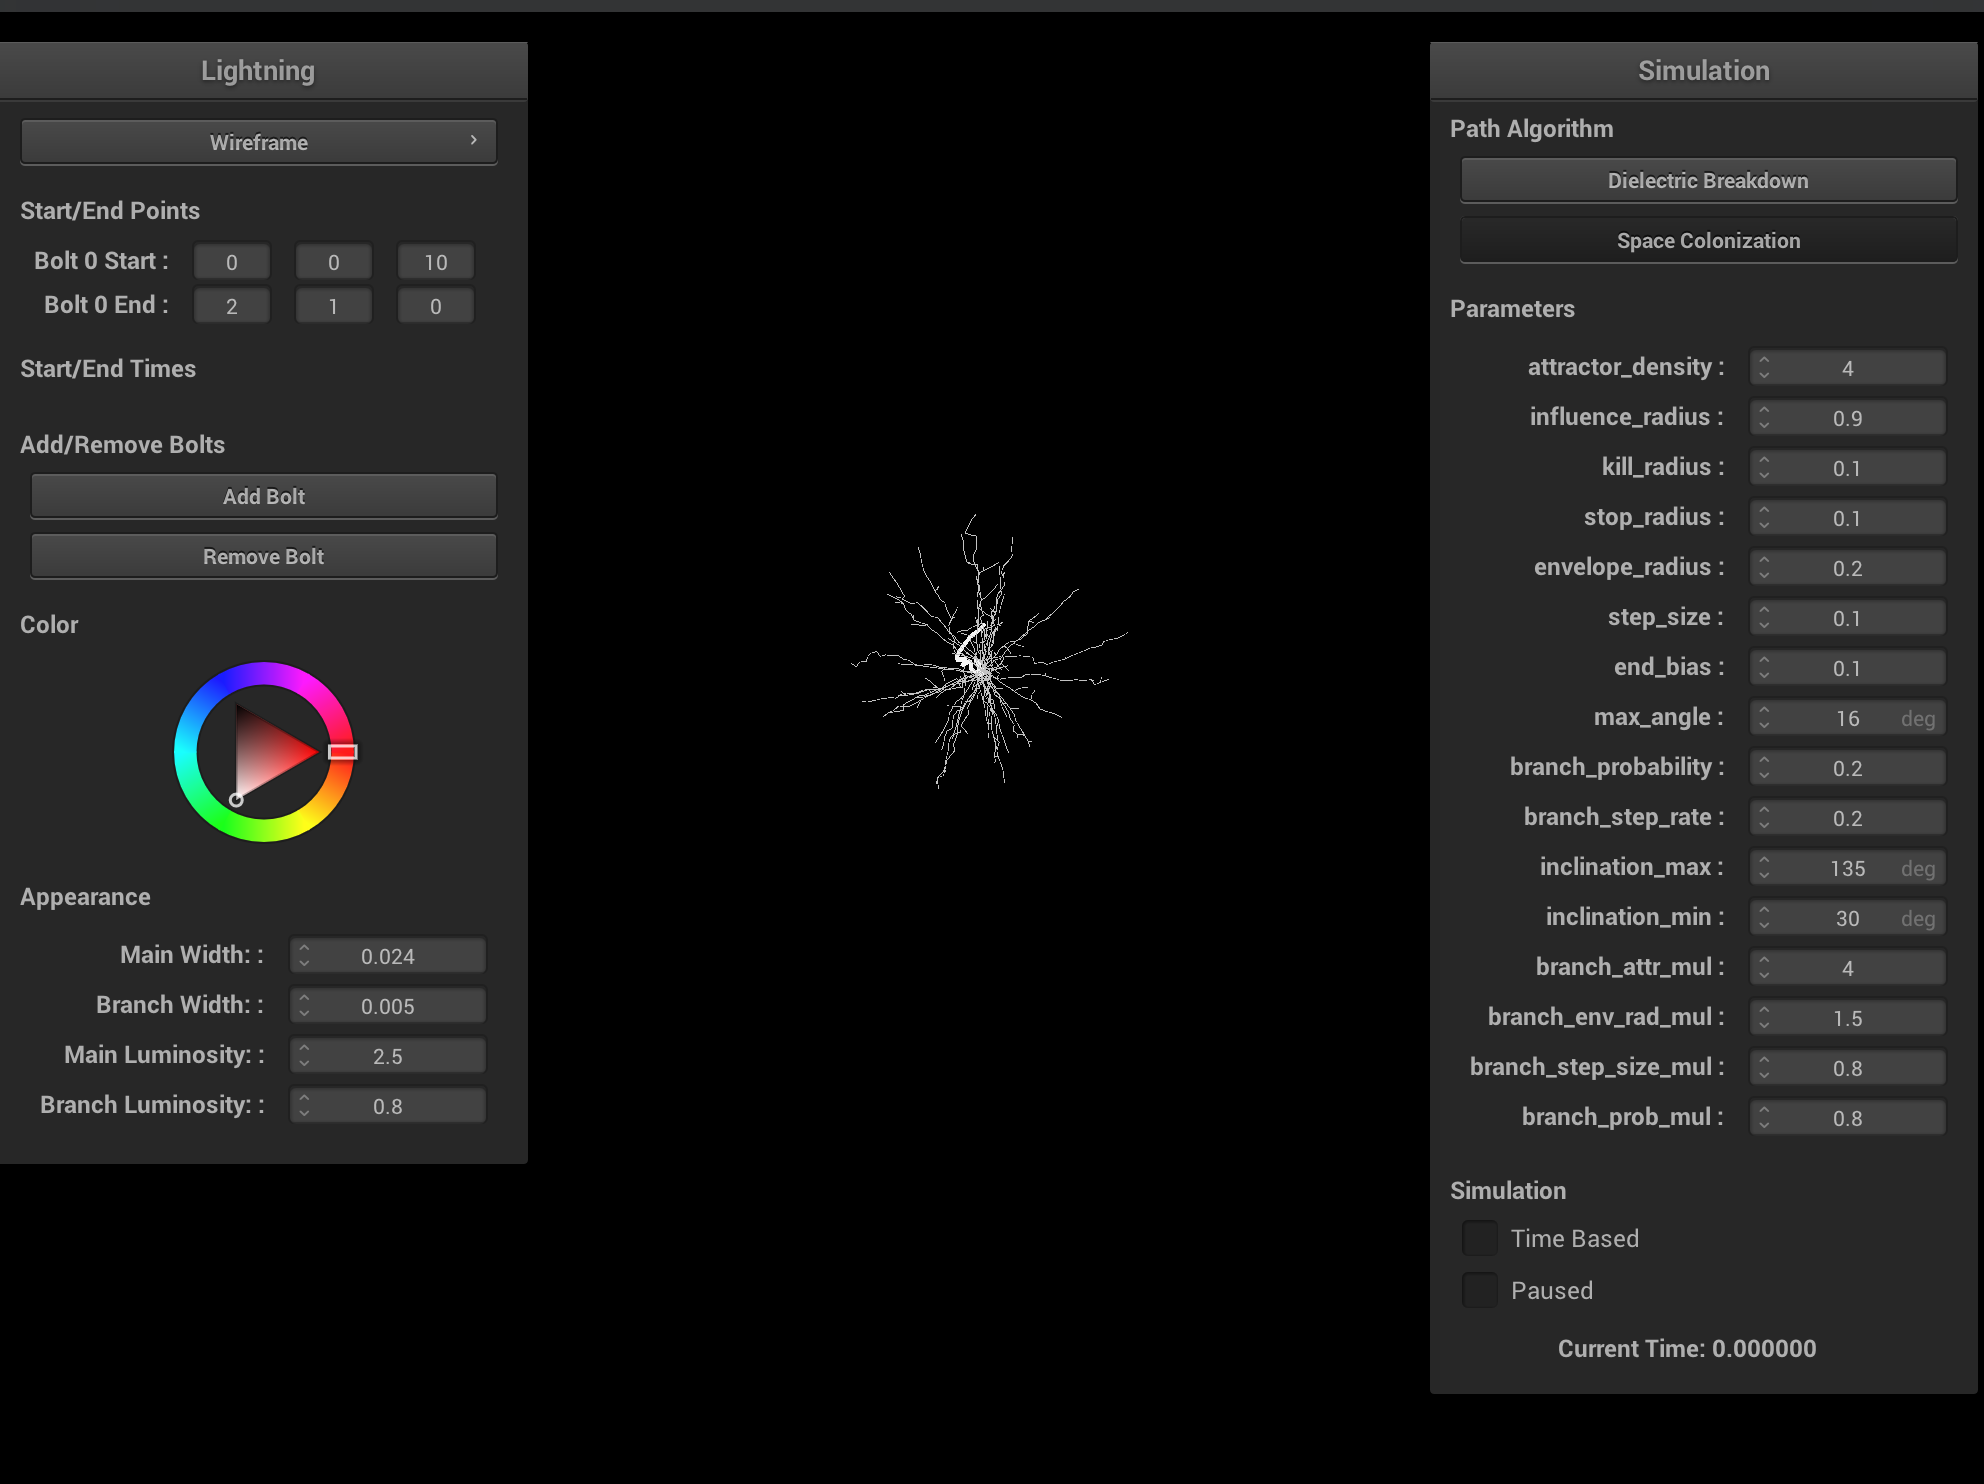 Lightning
Wireframe
Start/End Points
Bolt 0 Start : 0 0 10
Bolt 0 End : 2 1 0
Start/End Times
Add/Remove Bolts
Add Bolt
Remove Bolt
Color
Appearance
Main Width: : 0.024
Branch Width: : 0.005
Main Luminosity: : 2.5
Branch Luminosity: : 0.8
Simulation
Path Algorithm
Dielectric Breakdown
Space Colonization
Parameters
attractor_density : 4
influence_radius : 0.9
kill_radius : 0.1
stop_radius : 0.1
envelope_radius : 0.2
step_size : 0.1
end_bias : 0.1
max_angle : 16 deg
branch_probability : 0.2
branch_step_rate : 0.2
inclination_max : 135 deg
inclination_min : 30 deg
branch_attr_mul : 4
branch_env_rad_mul : 1.5
branch_step_size_mul : 0.8
branch_prob_mul : 0.8
Simulation
Time Based
Paused
Current Time: 0.000000